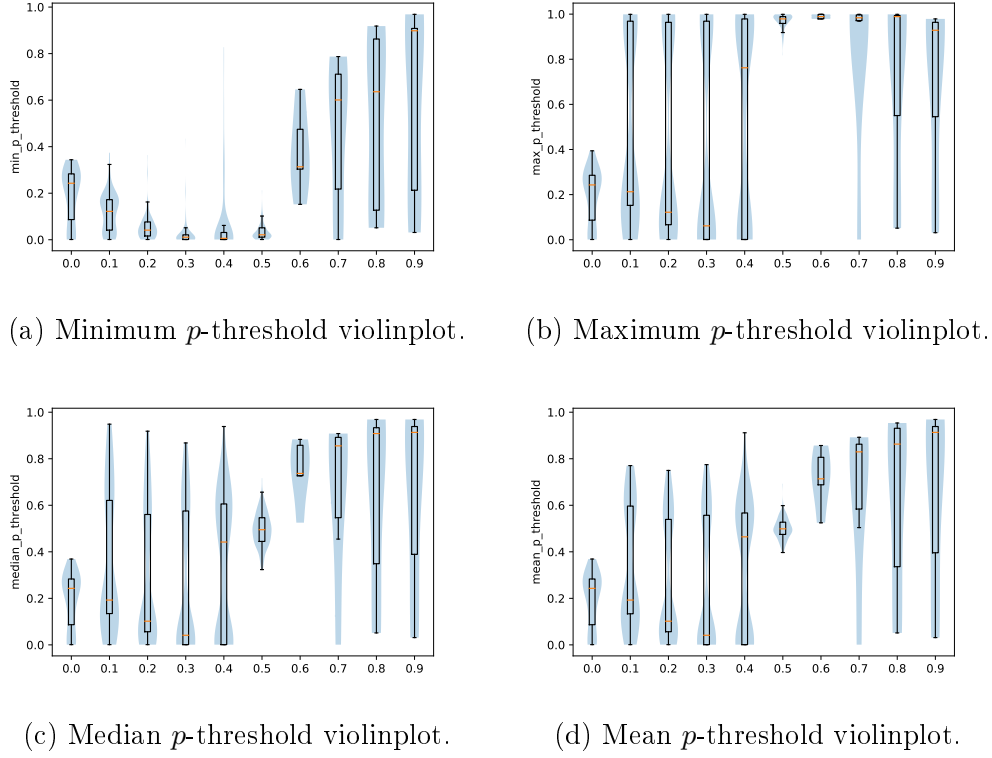 1.0
0.8
0.6
0.4
0.2
0.0
min_p_threshold
0.0 0.1 0.2 0.3 0.4 0.5 0.6 0.7 0.8 0.9
1.0
0.8
0.6
0.4
0.2
0.0
max_p_threshold
0.0 0.1 0.2 0.3 0.4 0.5 0.6 0.7 0.8 0.9
(a) Minimum p-threshold violinplot.
(b) Maximum p-threshold violinplot.
1.0
0.8
0.6
0.4
0.2
0.0
median_p_threshold
0.0 0.1 0.2 0.3 0.4 0.5 0.6 0.7 0.8 0.9
1.0
0.8
0.6
0.4
0.2
0.0
mean_p_threshold
0.0 0.1 0.2 0.3 0.4 0.5 0.6 0.7 0.8 0.9
(c) Median p-threshold violinplot.
(d) Mean p-threshold violinplot.